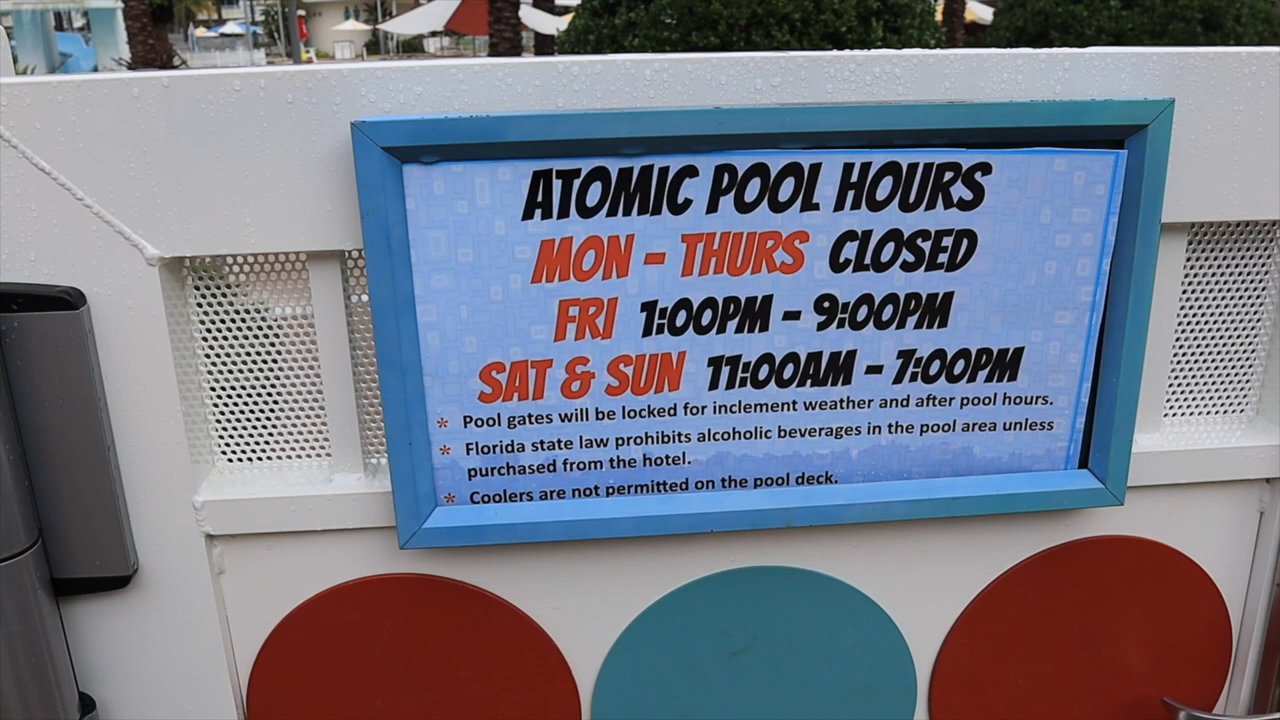 ATOMIC POOL HOURS
MON - THURS CLOSED
FRI 1:00PM - 9:00PM
SAT & SUN 11:00AM - 7:00PM
* Pool gates will be locked for inclement weather and after pool hours.
* Florida state law prohibits alcoholic beverages in the pool area unless
purchased from the hotel.
* Coolers are not permitted on the pool deck.